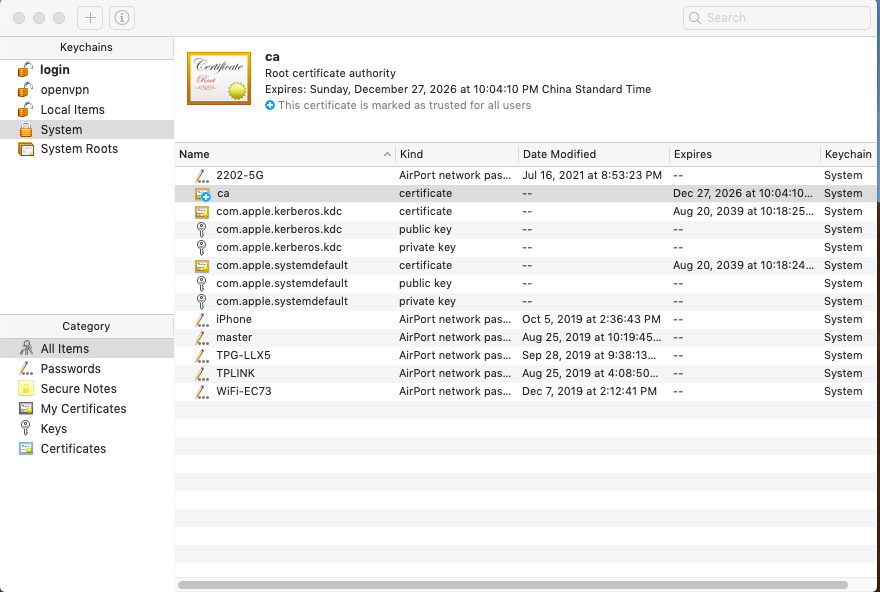 Search
Keychains
login
openvpn
Local Items
System
System Roots
Certificate
Root
ca
Root certificate authority
Expires: Sunday, December 27, 2026 at 10:04:10 PM China Standard Time
This certificate is marked as trusted for all users
Name Kind Date Modified Expires Keychain
2202-5G AirPort network pas... Jul 16, 2021 at 8:53:23 PM -- System
ca certificate -- Dec 27, 2026 at 10:04:10... System
com.apple.kerberos.kdc certificate -- Aug 20, 2039 at 10:18:25... System
com.apple.kerberos.kdc public key -- -- System
com.apple.kerberos.kdc private key -- -- System
com.apple.systemdefault certificate -- Aug 20, 2039 at 10:18:24... System
com.apple.systemdefault public key -- -- System
com.apple.systemdefault private key -- -- System
iPhone AirPort network pas... Oct 5, 2019 at 2:36:43 PM -- System
master AirPort network pas... Aug 25, 2019 at 10:19:45... -- System
TPG-LLX5 AirPort network pas... Sep 28, 2019 at 9:38:13... -- System
TPLINK AirPort network pas... Aug 25, 2019 at 4:08:50... -- System
WiFi-EC73 AirPort network pas... Dec 7, 2019 at 2:12:41 PM -- System
Category
All Items
Passwords
Secure Notes
My Certificates
Keys
Certificates